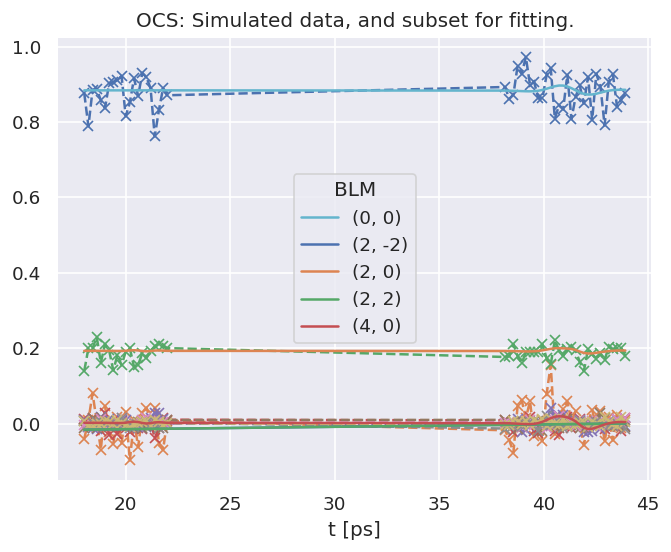 OCS: Simulated data, and subset for fitting.
1.0
0.8
0.6
0.4
0.2
0.0
BLM
(0, 0)
(2, -2)
(2, 0)
(2, 2)
(4, 0)
20 25 30 35 40 45
t [ps]